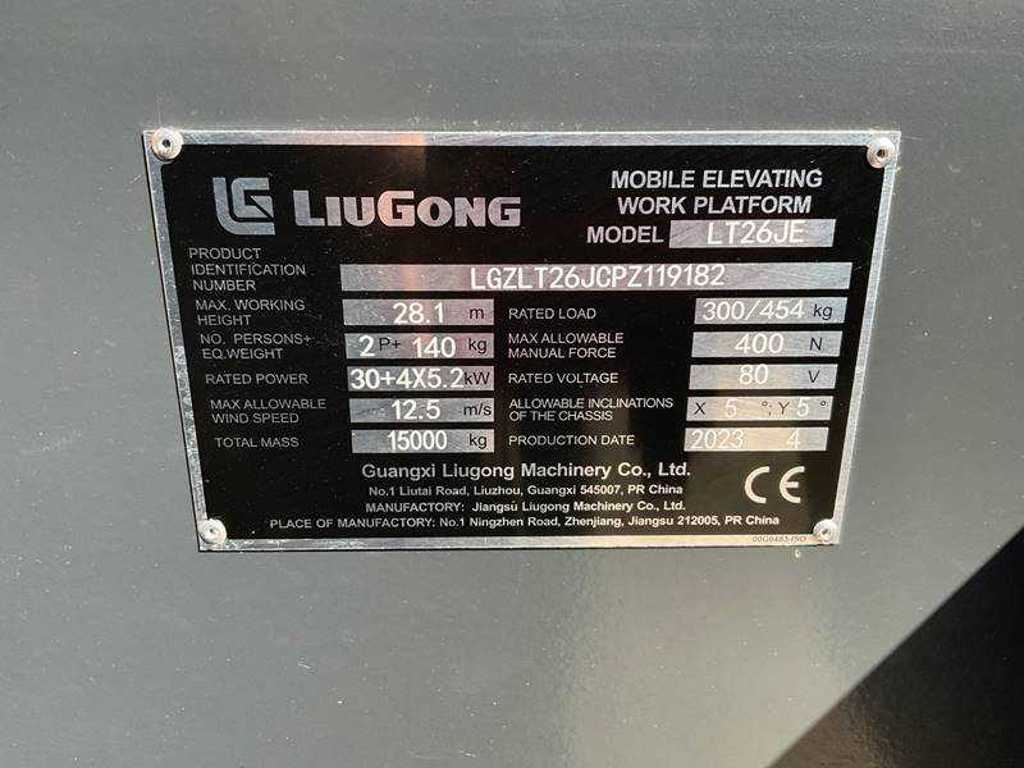 LG LIUGONG
MOBILE ELEVATING
WORK PLATFORM
MODEL LT26JE
PRODUCT
IDENTIFICATION
NUMBER LGZLT26JCPZ119182
MAX. WORKING
HEIGHT 28.1 m
RATED LOAD 300/454 kg
NO. PERSONS+
EQ.WEIGHT 2 P+ 140 kg
MAX ALLOWABLE
MANUAL FORCE 400 N
RATED POWER 30+4X5.2 kW
RATED VOLTAGE 80 V
MAX ALLOWABLE
WIND SPEED 12.5 m/s
ALLOWABLE INCLINATIONS
OF THE CHASSIS X 5 °; Y 5 °
TOTAL MASS 15000 kg
PRODUCTION DATE 2023 4
Guangxi Liugong Machinery Co., Ltd.
No.1 Liutai Road, Liuzhou, Guangxi 545007, PR China
MANUFACTURY: Jiangsu Liugong Machinery Co., Ltd.
PLACE OF MANUFACTORY: No.1 Ningzhen Road, Zhenjiang, Jiangsu 212005, PR China
CE